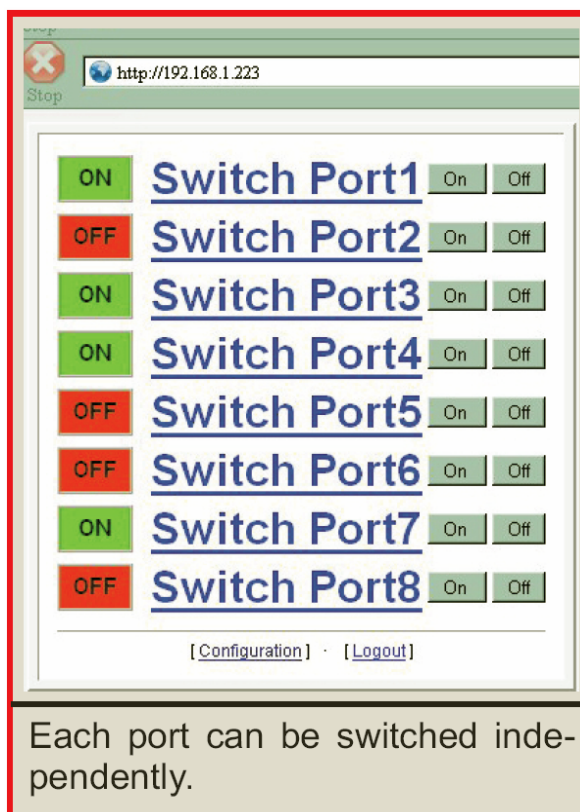 Stop
http://192.168.1.223
Stop
ON Switch Port1 On Off
OFF Switch Port2 On Off
ON Switch Port3 On Off
ON Switch Port4 On Off
OFF Switch Port5 On Off
OFF Switch Port6 On Off
ON Switch Port7 On Off
OFF Switch Port8 On Off
[Configuration] · [Logout]
Each port can be switched inde-
pendently.